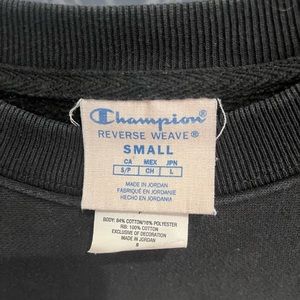 Champion®
REVERSE WEAVE®
SMALL
CA MEX JPN
S/P CH L
MADE IN JORDAN
FABRIQUÉ EN JORDANIE
HECHO EN JORDANIA
BODY: 84% COTTON/16% POLYESTER
RIB: 100% COTTON
EXCLUSIVE OF DECORATION
MADE IN JORDAN